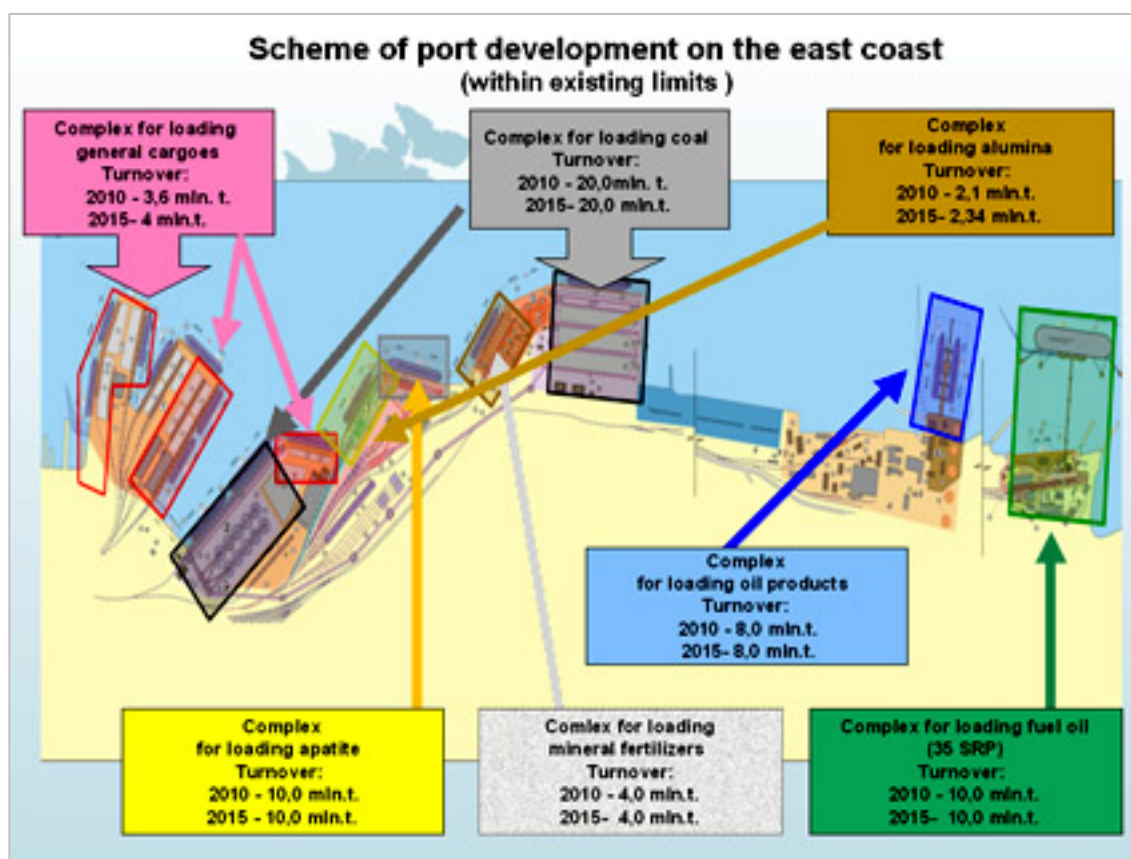 Scheme of port development on the east coast
(within existing limits )
Complex for loading
general cargoes
Turnover:
2010 - 3,6 mln. t.
2015- 4 mln.t.
Complex for loading coal
Turnover:
2010 - 20,0mln. t.
2015- 20,0 mln.t.
Complex
for loading alumina
Turnover:
2010 - 2,1 mln.t.
2015- 2,34 mln.t.
Complex
for loading oil products
Turnover:
2010 - 8,0 mln.t.
2015- 8,0 mln.t.
Complex
for loading apatite
Turnover:
2010 - 10,0 mln.t.
2015 - 10,0 mln.t.
Comlex for loading
mineral fertilizers
Turnover:
2010 - 4,0 mln.t.
2015- 4,0 mln.t.
Complex for loading fuel oil
(35 SRP)
Turnover:
2010 - 10,0 mln.t.
2015- 10,0 mln.t.